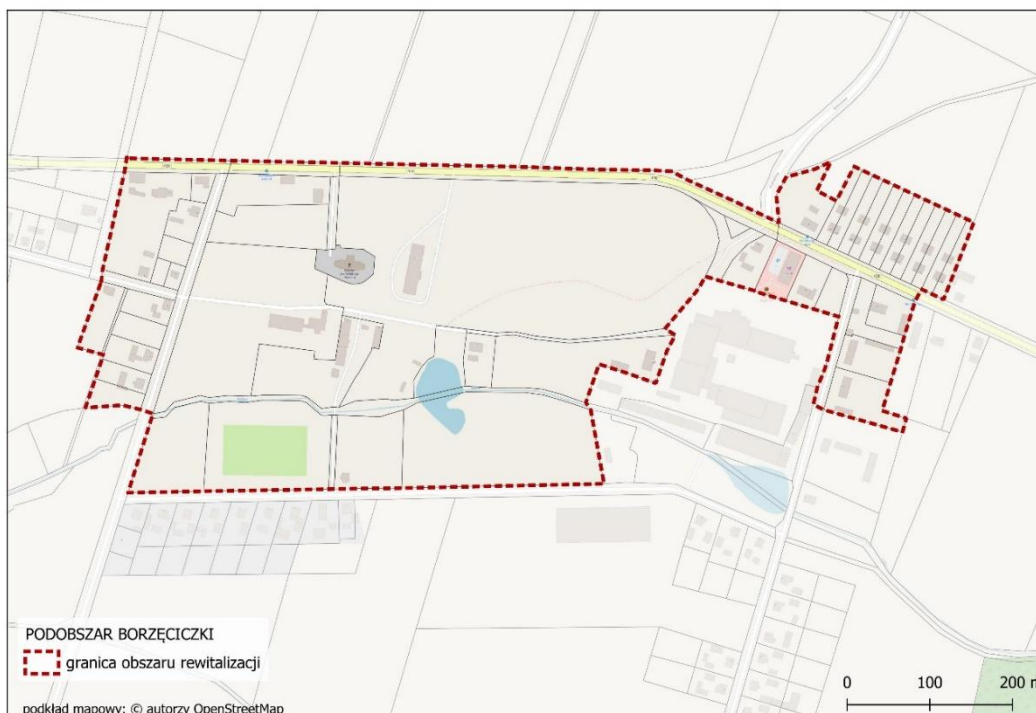 PODOBSZAR BORZĘCICZKI
granica obszaru rewitalizacji
podkład mapowy: © autorzy OpenStreetMap
0 100 200 m